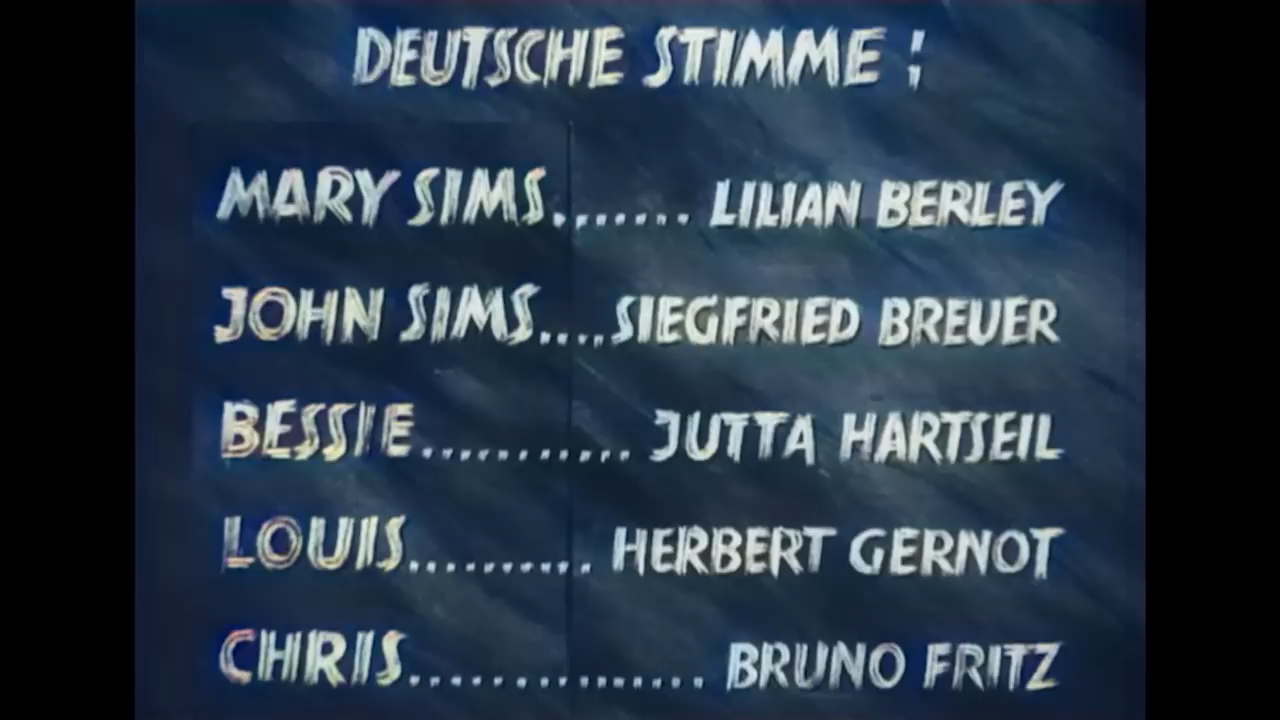 DEUTSCHE STIMME:
MARY SIMS....... LILIAN BERLEY
JOHN SIMS....SIEGFRIED BREUER
BESSIE........... JUTTA HARTSEIL
LOUIS.......... HERBERT GERNOT
CHRIS................ BRUNO FRITZ